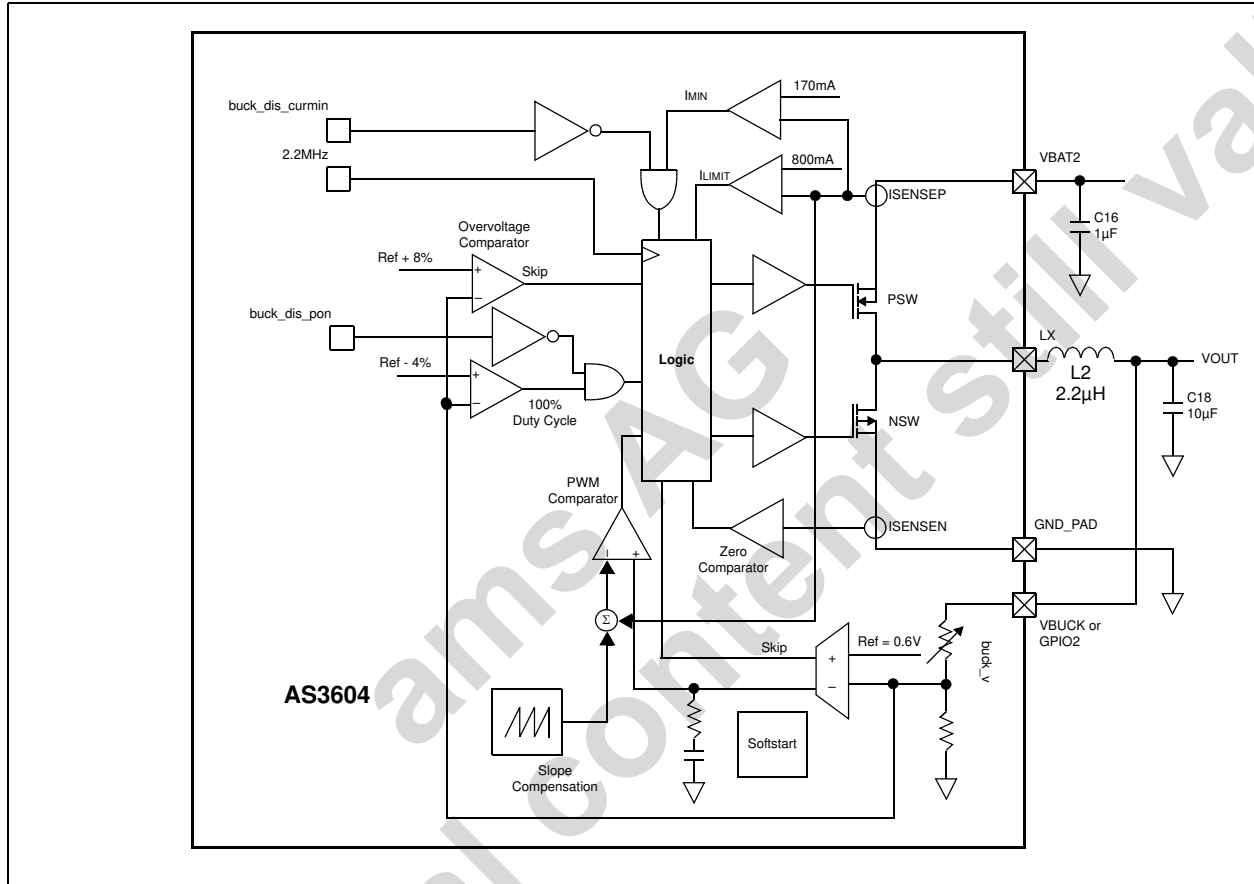 buck_dis_curmin
2.2MHz
IMIN
170mA
ILIMIT
800mA
ISENSEP
VBAT2
C16
1µF
Overvoltage
Comparator
Ref + 8%
+
−
Skip
buck_dis_pon
Ref - 4%
+
−
100%
Duty Cycle
Logic
PSW
LX
L2
2.2µH
VOUT
C18
10µF
NSW
PWM
Comparator
−
+
Zero
Comparator
ISENSEN
GND_PAD
VBUCK or
GPIO2
Σ
Skip
+
−
Ref = 0.6V
buck_v
AS3604
Softstart
Slope
Compensation
ams AG
al content still val